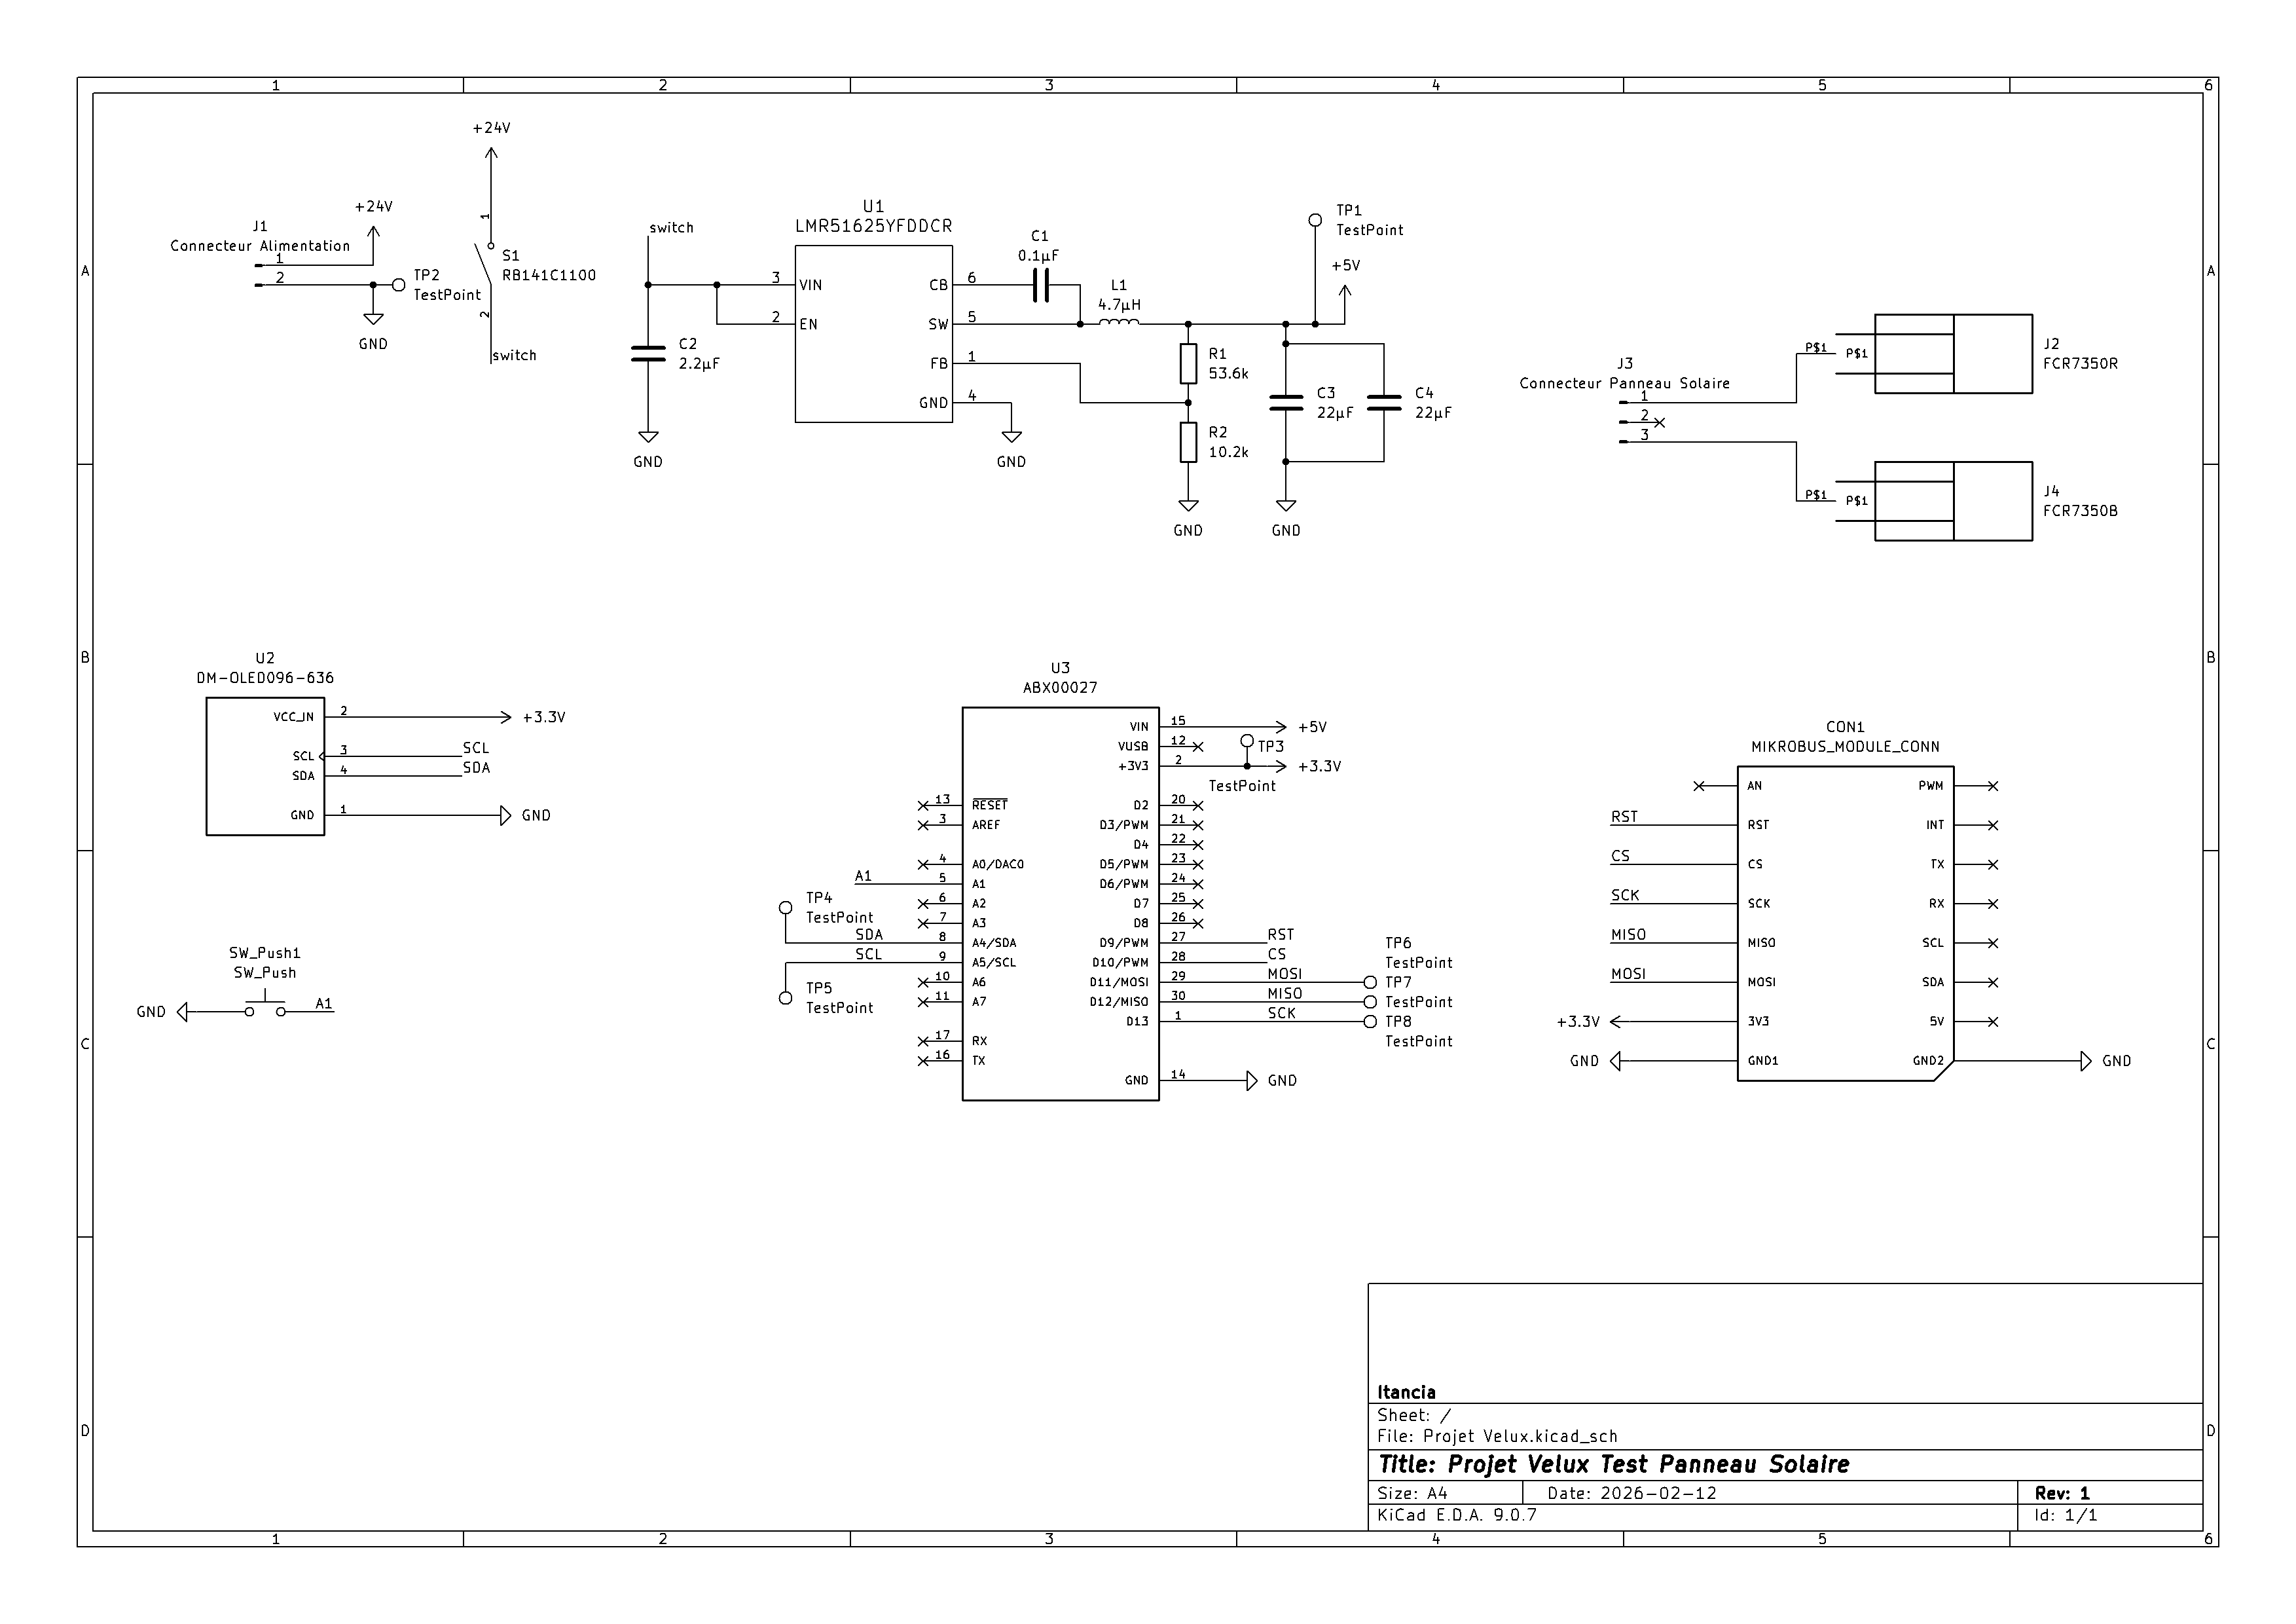 1 2 3 4 5 6
A
B
C
D
+24V
+24V
J1
Connecteur Alimentation
1
2
TP2
TestPoint
GND
1
S1
RB141C1100
2
switch
switch
C2
2.2µF
GND
U1
LMR51625YFDDCR
3 VIN
2 EN
CB 6
SW 5
FB 1
GND 4
GND
C1
0.1µF
L1
4.7µH
R1
53.6k
R2
10.2k
GND
TP1
TestPoint
+5V
C3
22µF
C4
22µF
GND
J3
Connecteur Panneau Solaire
1
2
3
P$1 P$1
J2
FCR7350R
P$1 P$1
J4
FCR7350B
U2
DM-OLED096-636
VCC_IN 2 +3.3V
SCL 3 SCL
SDA 4 SDA
GND 1 GND
SW_Push1
SW_Push
GND A1
U3
ABX00027
VIN 15 +5V
VUSB 12 TP3
+3V3 2 +3.3V
TestPoint
13 RESET D2 20
3 AREF D3/PWM 21
D4 22
4 A0/DAC0 D5/PWM 23
A1 5 A1 D6/PWM 24
6 A2 D7 25
7 A3 D8 26
TP4
TestPoint
SDA 8 A4/SDA D9/PWM 27 RST
SCL 9 A5/SCL D10/PWM 28 CS
10 A6 D11/MOSI 29 MOSI
11 A7 D12/MISO 30 MISO
D13 1 SCK
TP5
TestPoint
TP6
TestPoint
TP7
TestPoint
TP8
TestPoint
17 RX
16 TX
GND 14 GND
CON1
MIKROBUS_MODULE_CONN
AN PWM
RST RST INT
CS CS TX
SCK SCK RX
MISO MISO SCL
MOSI MOSI SDA
+3.3V 3V3 5V
GND GND1 GND2 GND
A
B
C
D
Itancia
Sheet: /
File: Projet Velux.kicad_sch
Title: Projet Velux Test Panneau Solaire
Size: A4 Date: 2026-02-12 Rev: 1
KiCad E.D.A. 9.0.7 Id: 1/1
1 2 3 4 5 6